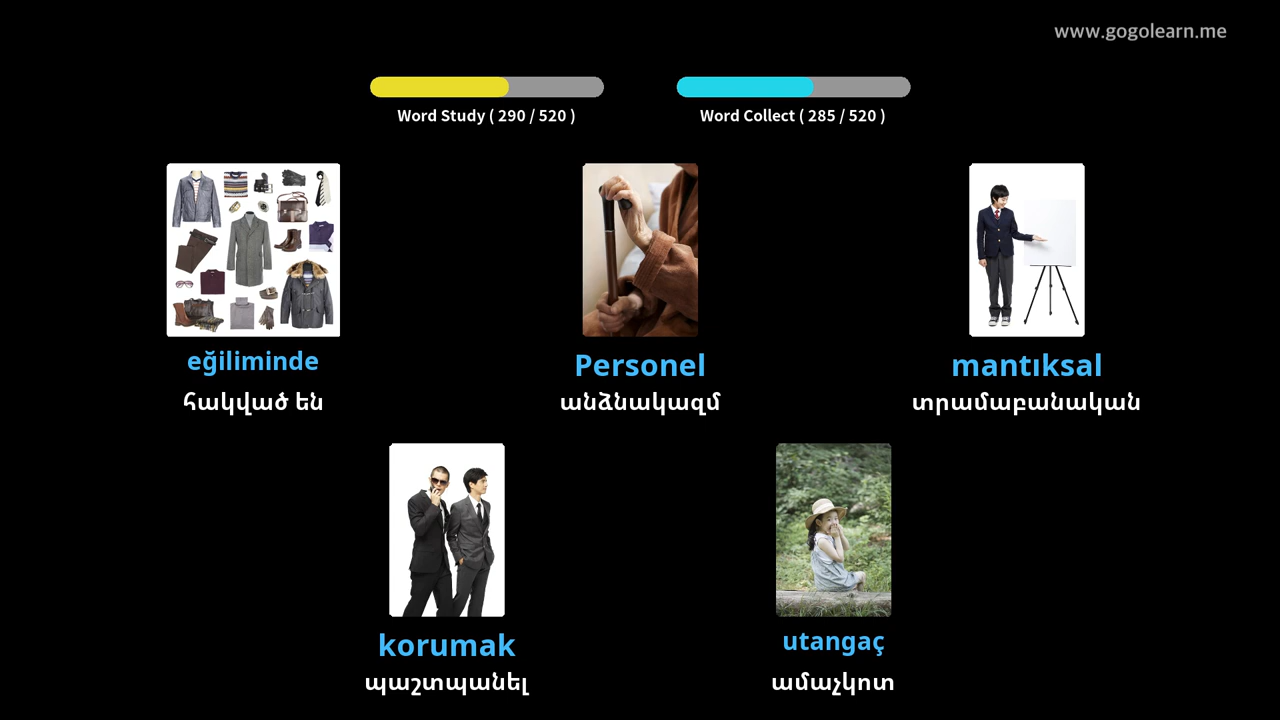 www.gogolearn.me
Word Study ( 290 / 520 )
Word Collect ( 285 / 520 )
eğiliminde
հակված են
Personel
անձնակազմ
mantıksal
տրամաբանական
korumak
պաշտպանել
utangaç
ամաչկոտ